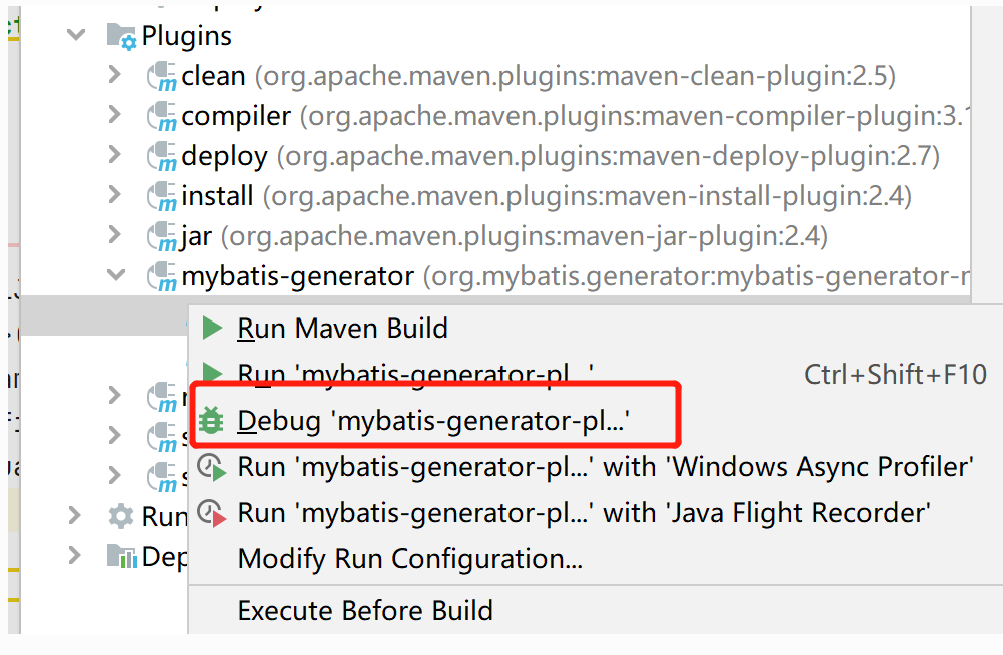 Plugins
clean (org.apache.maven.plugins:maven-clean-plugin:2.5)
compiler (org.apache.maven.plugins:maven-compiler-plugin:3.1
deploy (org.apache.maven.plugins:maven-deploy-plugin:2.7)
install (org.apache.maven.plugins:maven-install-plugin:2.4)
jar (org.apache.maven.plugins:maven-jar-plugin:2.4)
mybatis-generator (org.mybatis.generator:mybatis-generator-m
Run Maven Build
Run 'mybatis-generator-pl...' Ctrl+Shift+F10
Debug 'mybatis-generator-pl...'
Run 'mybatis-generator-pl...' with 'Windows Async Profiler'
Run 'mybatis-generator-pl...' with 'Java Flight Recorder'
Run
Modify Run Configuration...
Dep
Execute Before Build